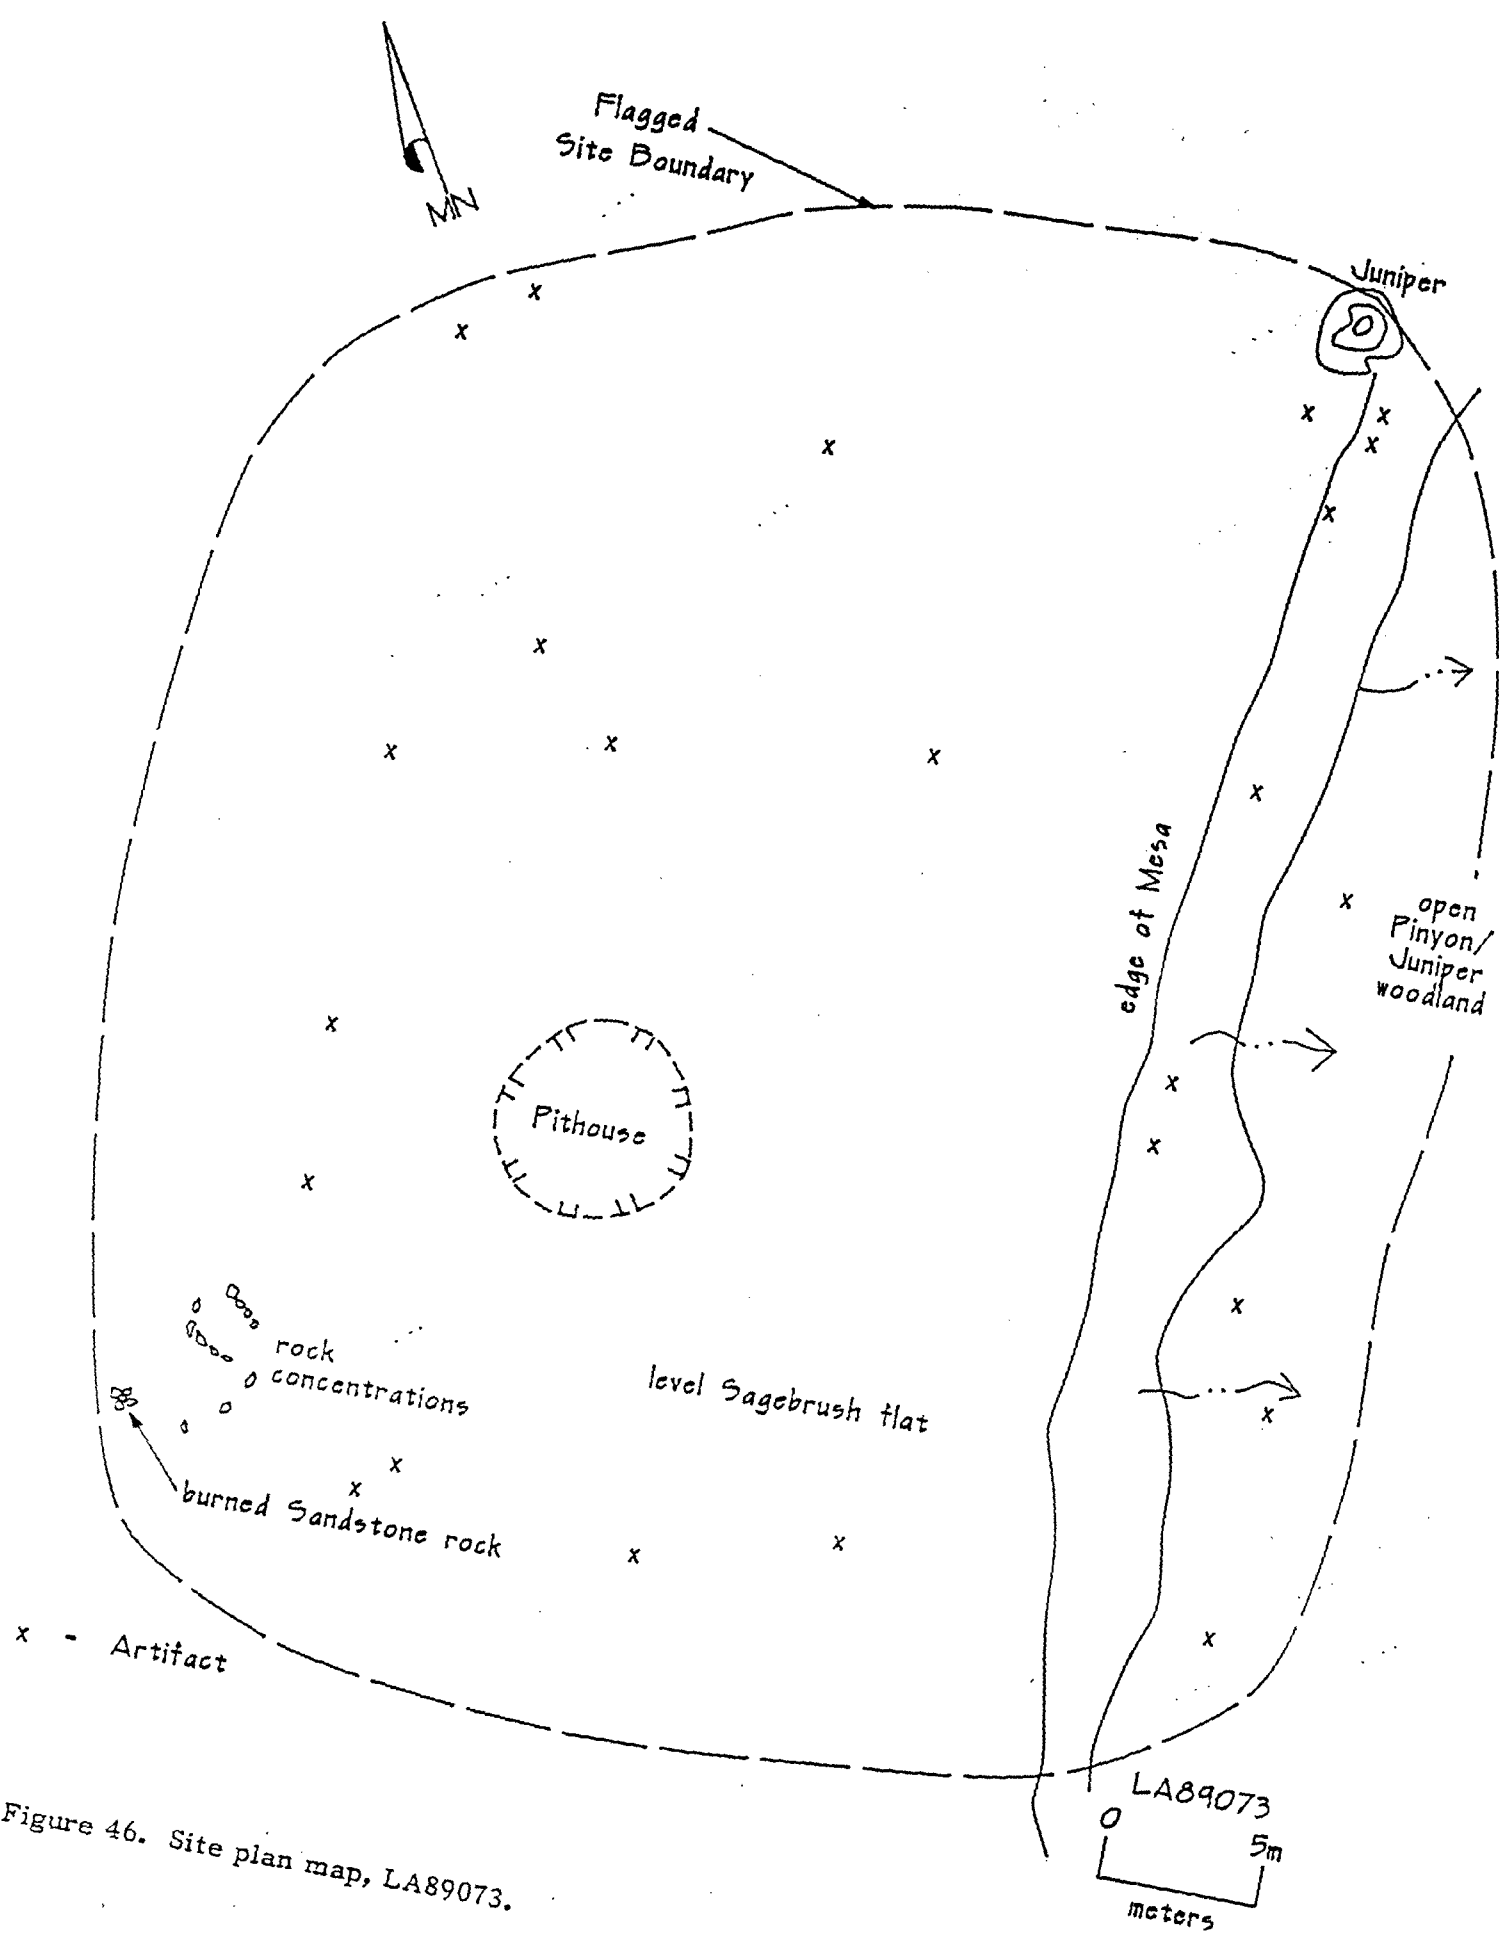 MN
Flagged
Site Boundary
Juniper
x
x
x
x
x
x
x
x
x
x
x
x
edge of Mesa
x
open
Pinyon/
Juniper
woodland
x
Pithouse
x
x
x
x
rock
concentrations
level Sagebrush flat
x
x
x
burned Sandstone rock
x
x
x
x - Artifact
LA89073
0
5m
meters
Figure 46. Site plan map, LA89073.